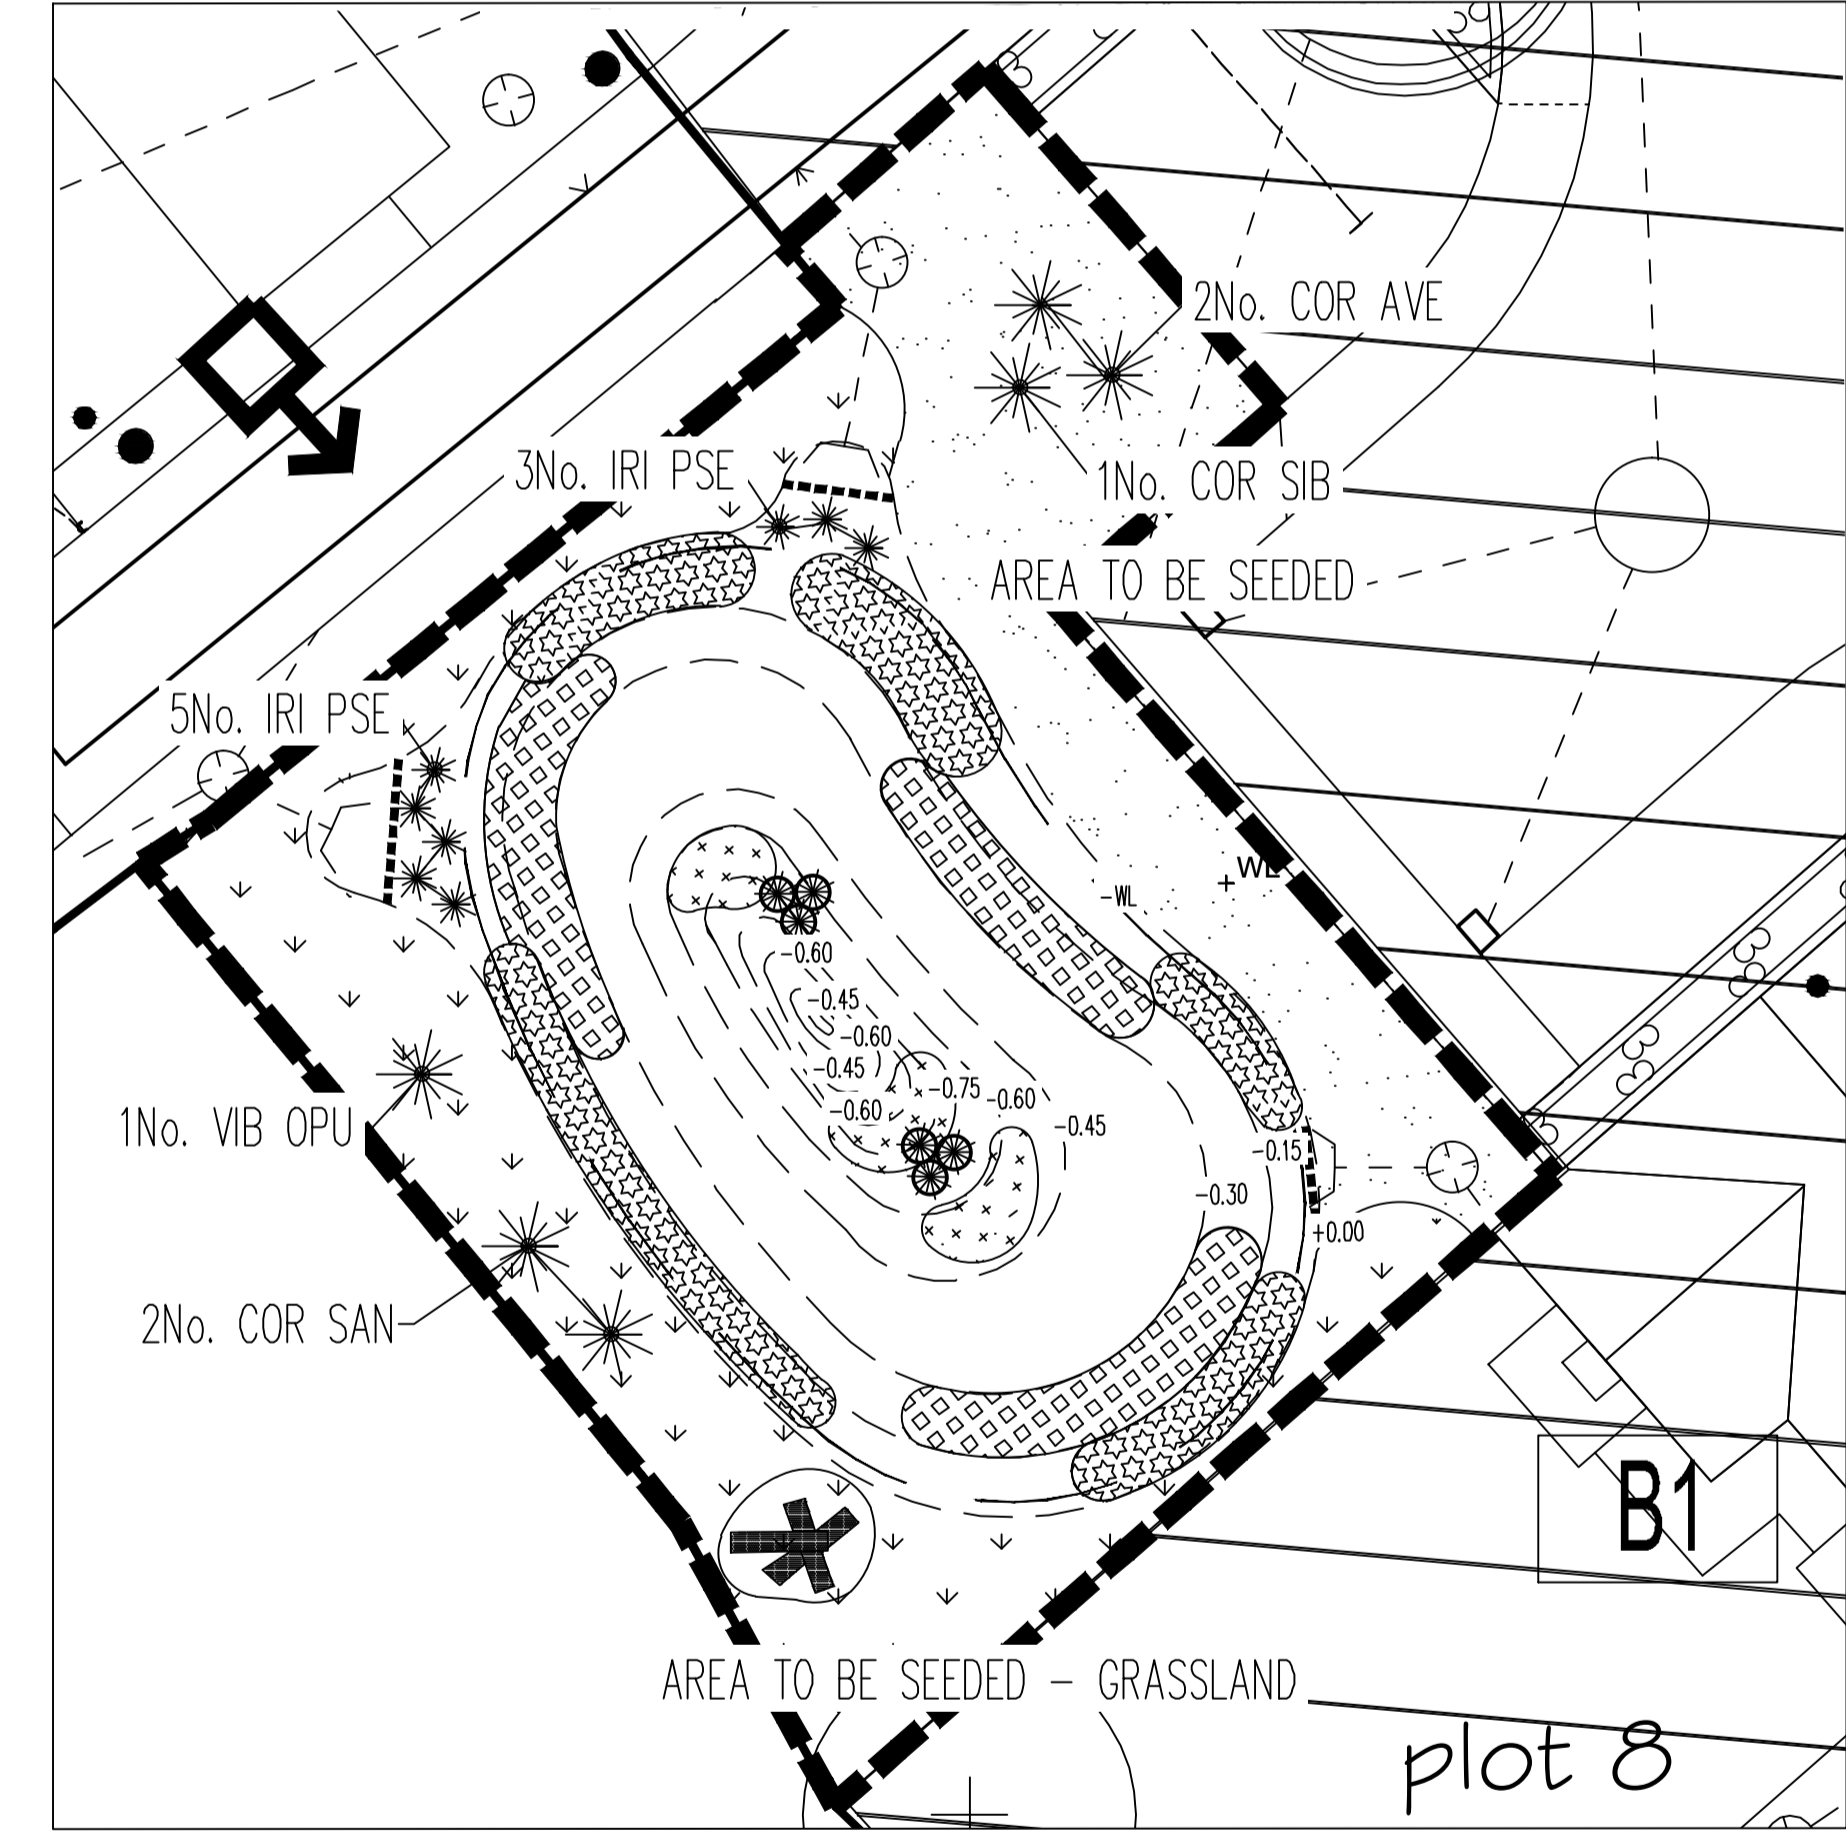 2No. COR AVE
3No. IRI PSE
1No. COR SIB
AREA TO BE SEEDED
5No. IRI PSE
+WL
-WL
-0.60
-0.45
-0.60
-0.45
-0.75
-0.60
-0.60
-0.45
1No. VIB OPU
-0.15
-0.30
+0.00
2No. COR SAN
B1
AREA TO BE SEEDED - GRASSLAND
plot 8